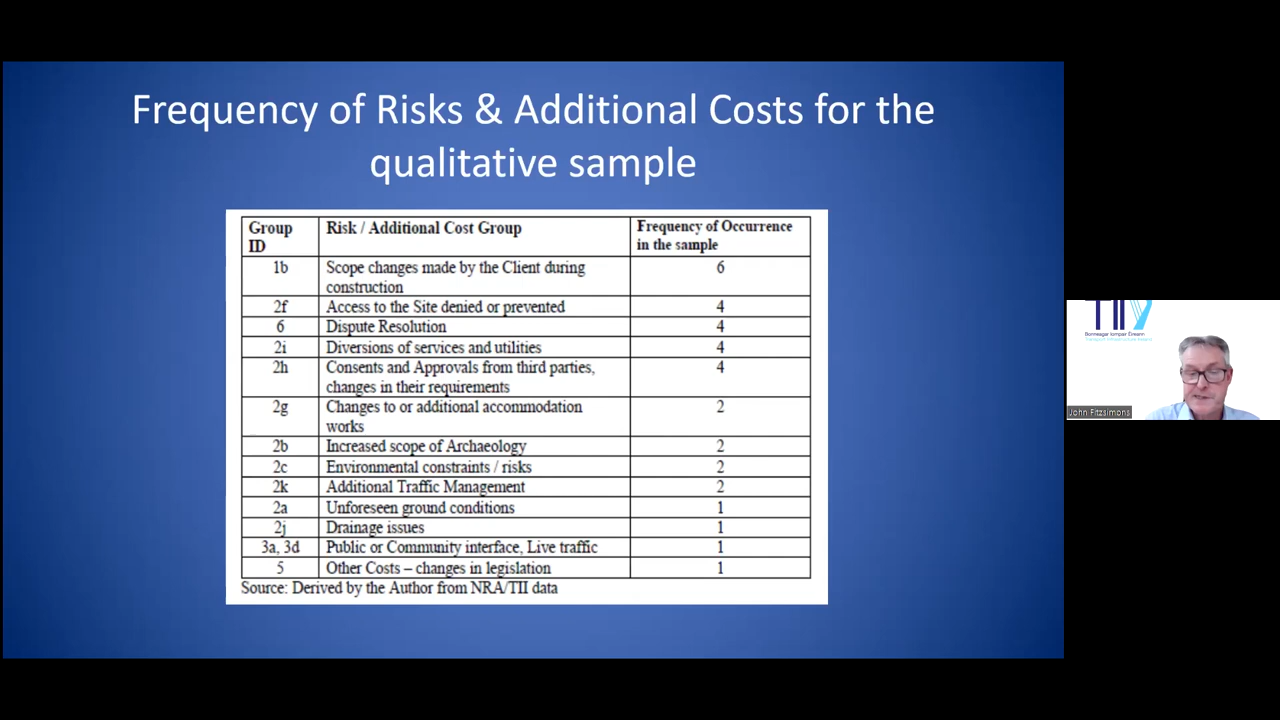 Frequency of Risks & Additional Costs for the
qualitative sample
Group ID | Risk / Additional Cost Group | Frequency of Occurrence in the sample
1b | Scope changes made by the Client during construction | 6
2f | Access to the Site denied or prevented | 4
6 | Dispute Resolution | 4
2i | Diversions of services and utilities | 4
2h | Consents and Approvals from third parties, changes in their requirements | 4
2g | Changes to or additional accommodation works | 2
2b | Increased scope of Archaeology | 2
2c | Environmental constraints / risks | 2
2k | Additional Traffic Management | 2
2a | Unforeseen ground conditions | 1
2j | Drainage issues | 1
3a, 3d | Public or Community interface, Live traffic | 1
5 | Other Costs – changes in legislation | 1
Source: Derived by the Author from NRA/TII data
Bonneagar Iompair Éireann
John Fitzsimons